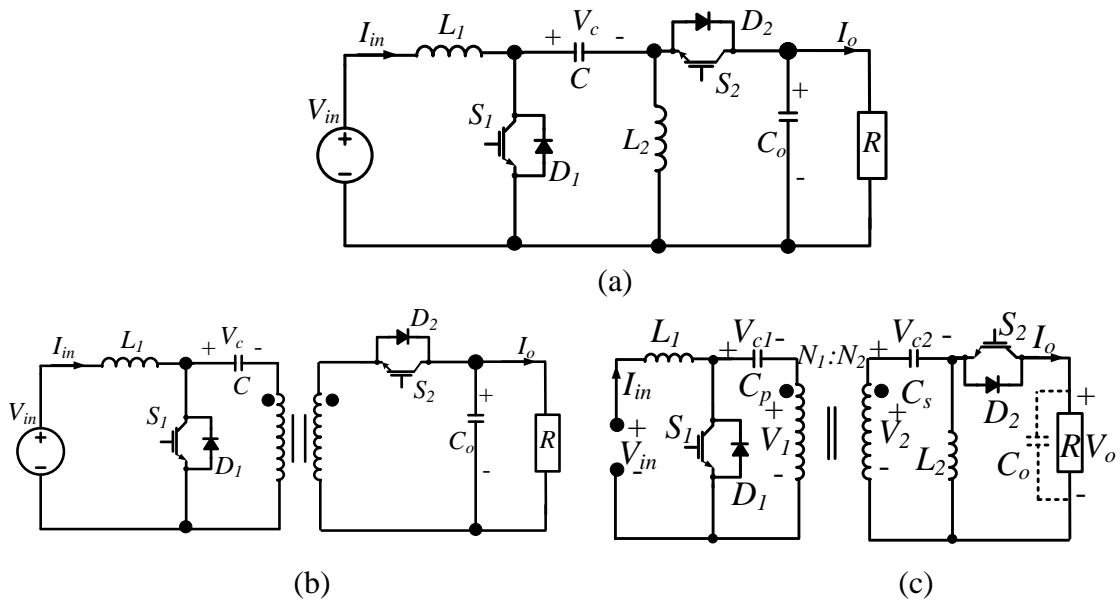 I_in L_1 + V_c - D_2 I_o
C S_2
V_in + - S_1 D_1 L_2 + C_o - R
(a)
I_in L_1 + V_c - D_2 I_o
C S_2
V_in + - S_1 D_1 + C_o - R
(b)
L_1 + V_c1 - N_1:N_2 + V_c2 - S_2 I_o
I_in C_p C_s D_2
+ V_in - S_1 D_1 + V_1 - + V_2 - L_2 C_o R + V_o -
(c)